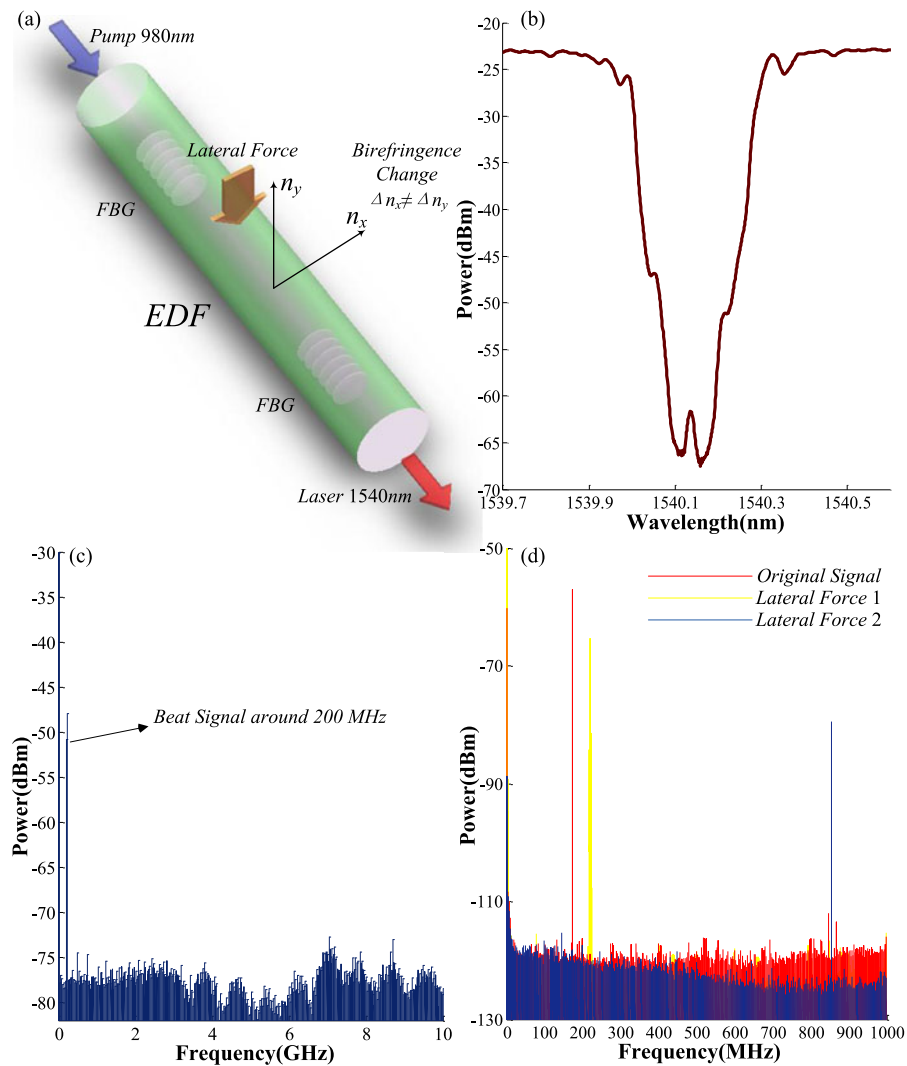 (a)
Pump 980nm
Lateral Force
Birefringence
Change
Δnx≠ Δny
ny
nx
FBG
EDF
FBG
Laser 1540nm
(b)
Power(dBm)
-20
-25
-30
-35
-40
-45
-50
-55
-60
-65
-70
1539.7
1539.9
1540.1
1540.3
1540.5
Wavelength(nm)
(c)
Power(dBm)
-30
-35
-40
-45
-50
-55
-60
-65
-70
-75
-80
Beat Signal around 200 MHz
0
2
4
6
8
10
Frequency(GHz)
(d)
Power(dBm)
-50
-70
-90
-110
-130
Original Signal
Lateral Force 1
Lateral Force 2
0
100
200
300
400
500
600
700
800
900
1000
Frequency(MHz)